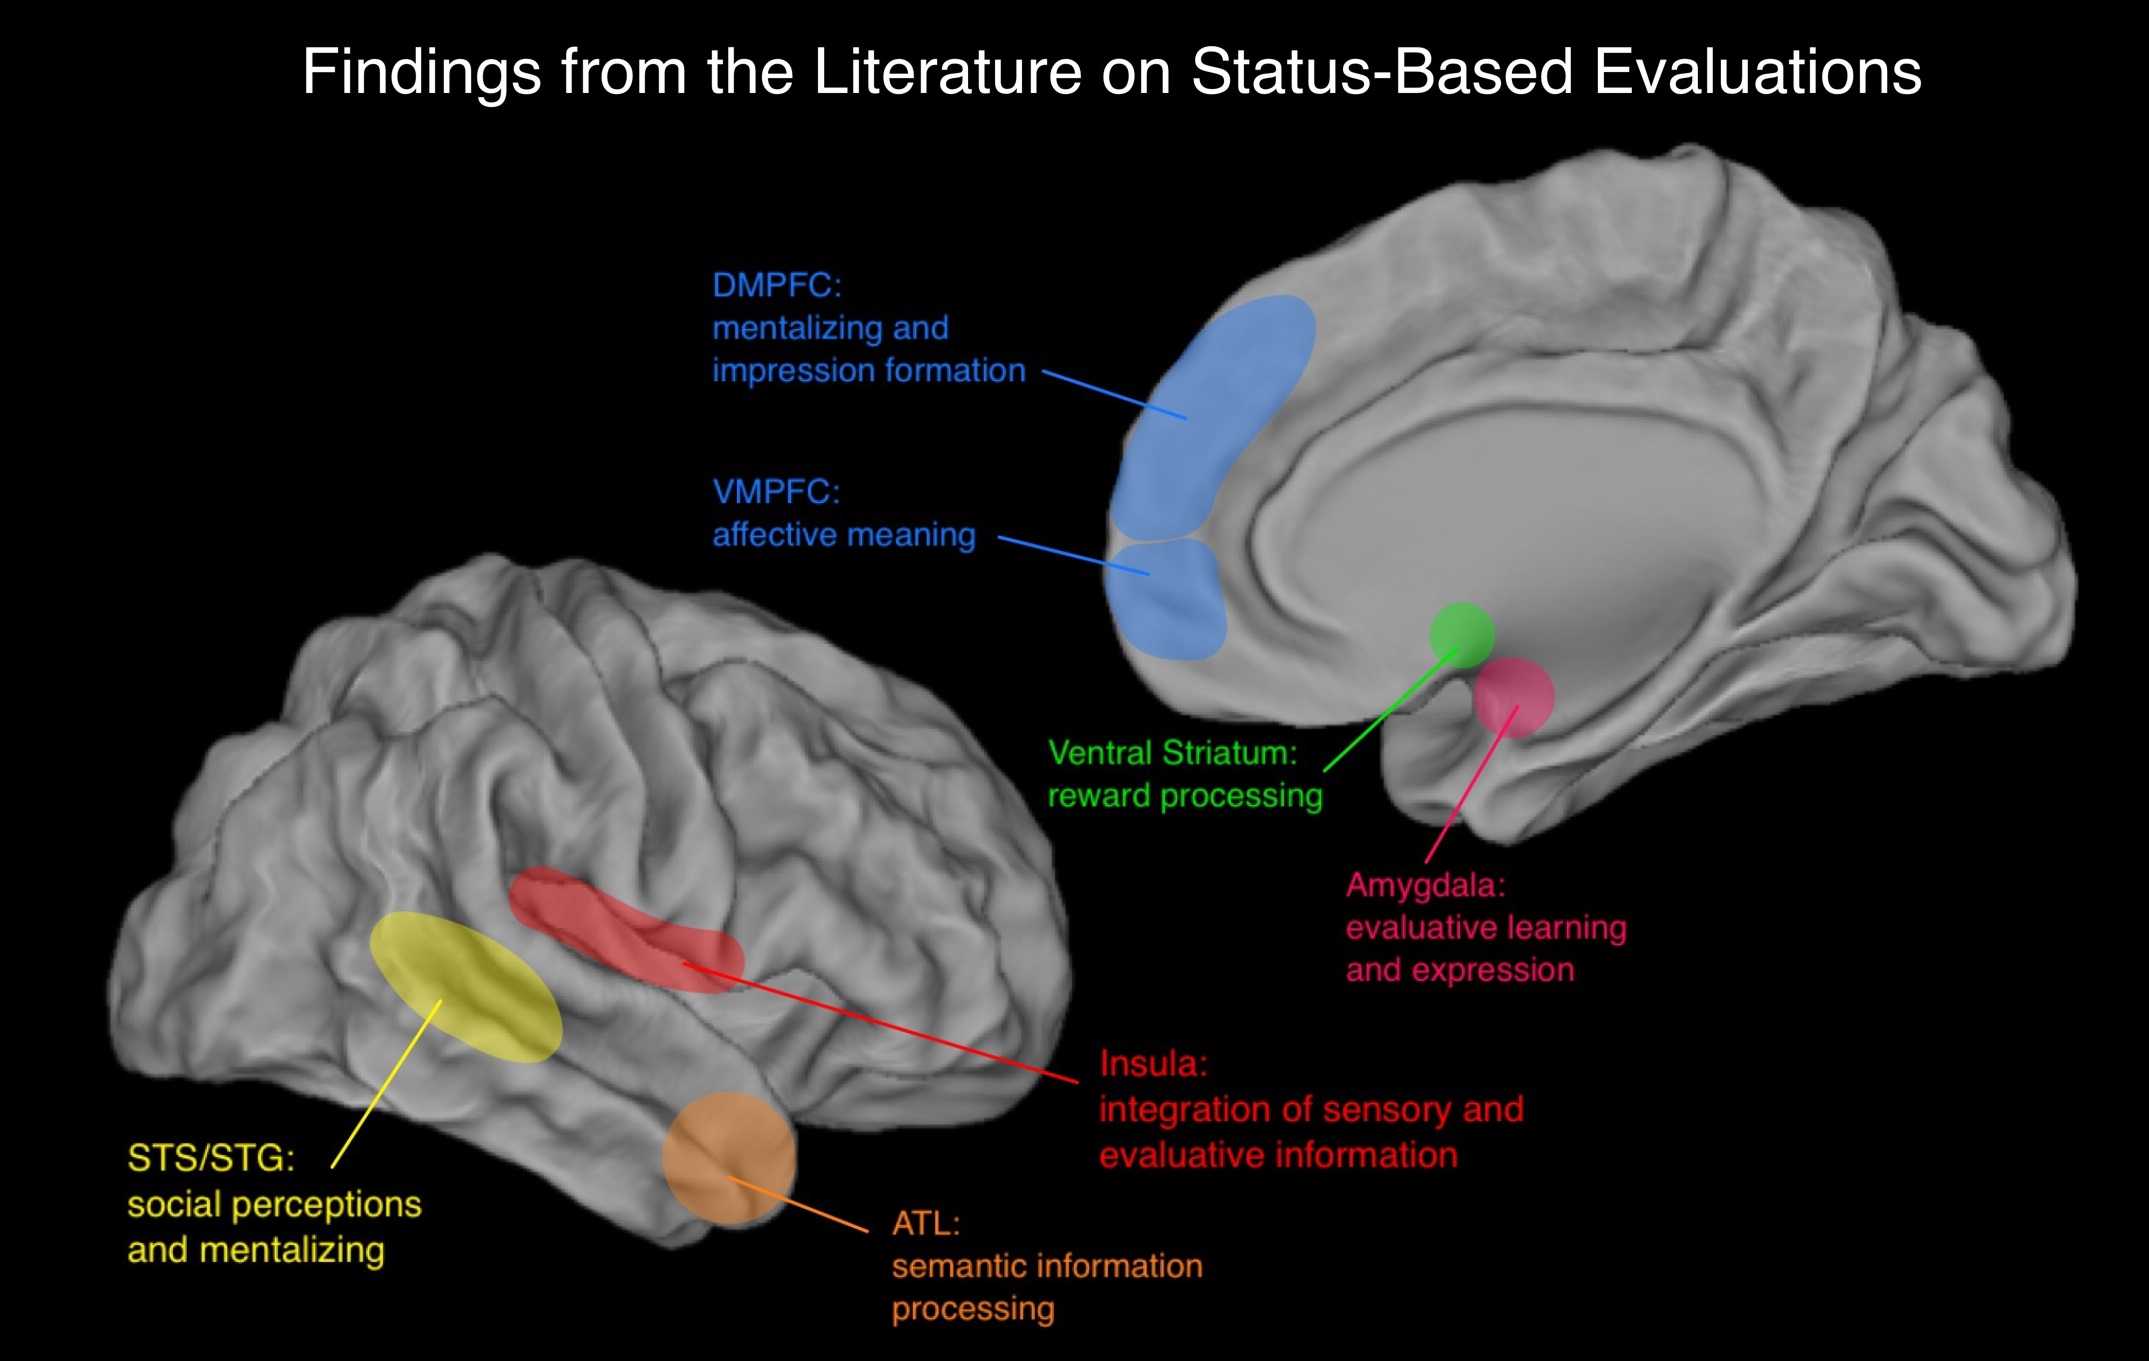 Findings from the Literature on Status-Based Evaluations
DMPFC:
mentalizing and
impression formation
VMPFC:
affective meaning
Ventral Striatum:
reward processing
Amygdala:
evaluative learning
and expression
Insula:
integration of sensory and
evaluative information
STS/STG:
social perceptions
and mentalizing
ATL:
semantic information
processing